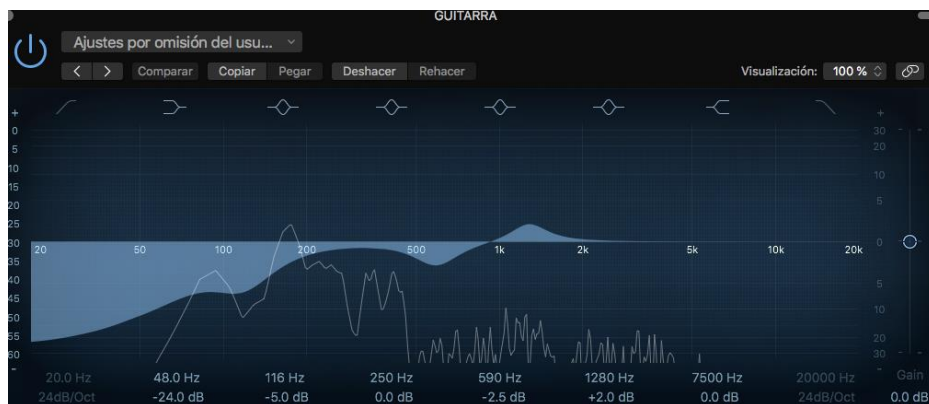 GUITARRA
Ajustes por omisión del usu...
Comparar Copiar Pegar Deshacer Rehacer Visualización: 100 %
+ +
0 30
5 20
10 10
15
20 5
25
30 20 50 100 200 500 1k 2k 5k 10k 20k 0
35
40 5
45
50 10
55 20
60 30
- -
20.0 Hz 48.0 Hz 116 Hz 250 Hz 590 Hz 1280 Hz 7500 Hz 20000 Hz Gain
24dB/Oct -24.0 dB -5.0 dB 0.0 dB -2.5 dB +2.0 dB 0.0 dB 24dB/Oct 0.0 dB